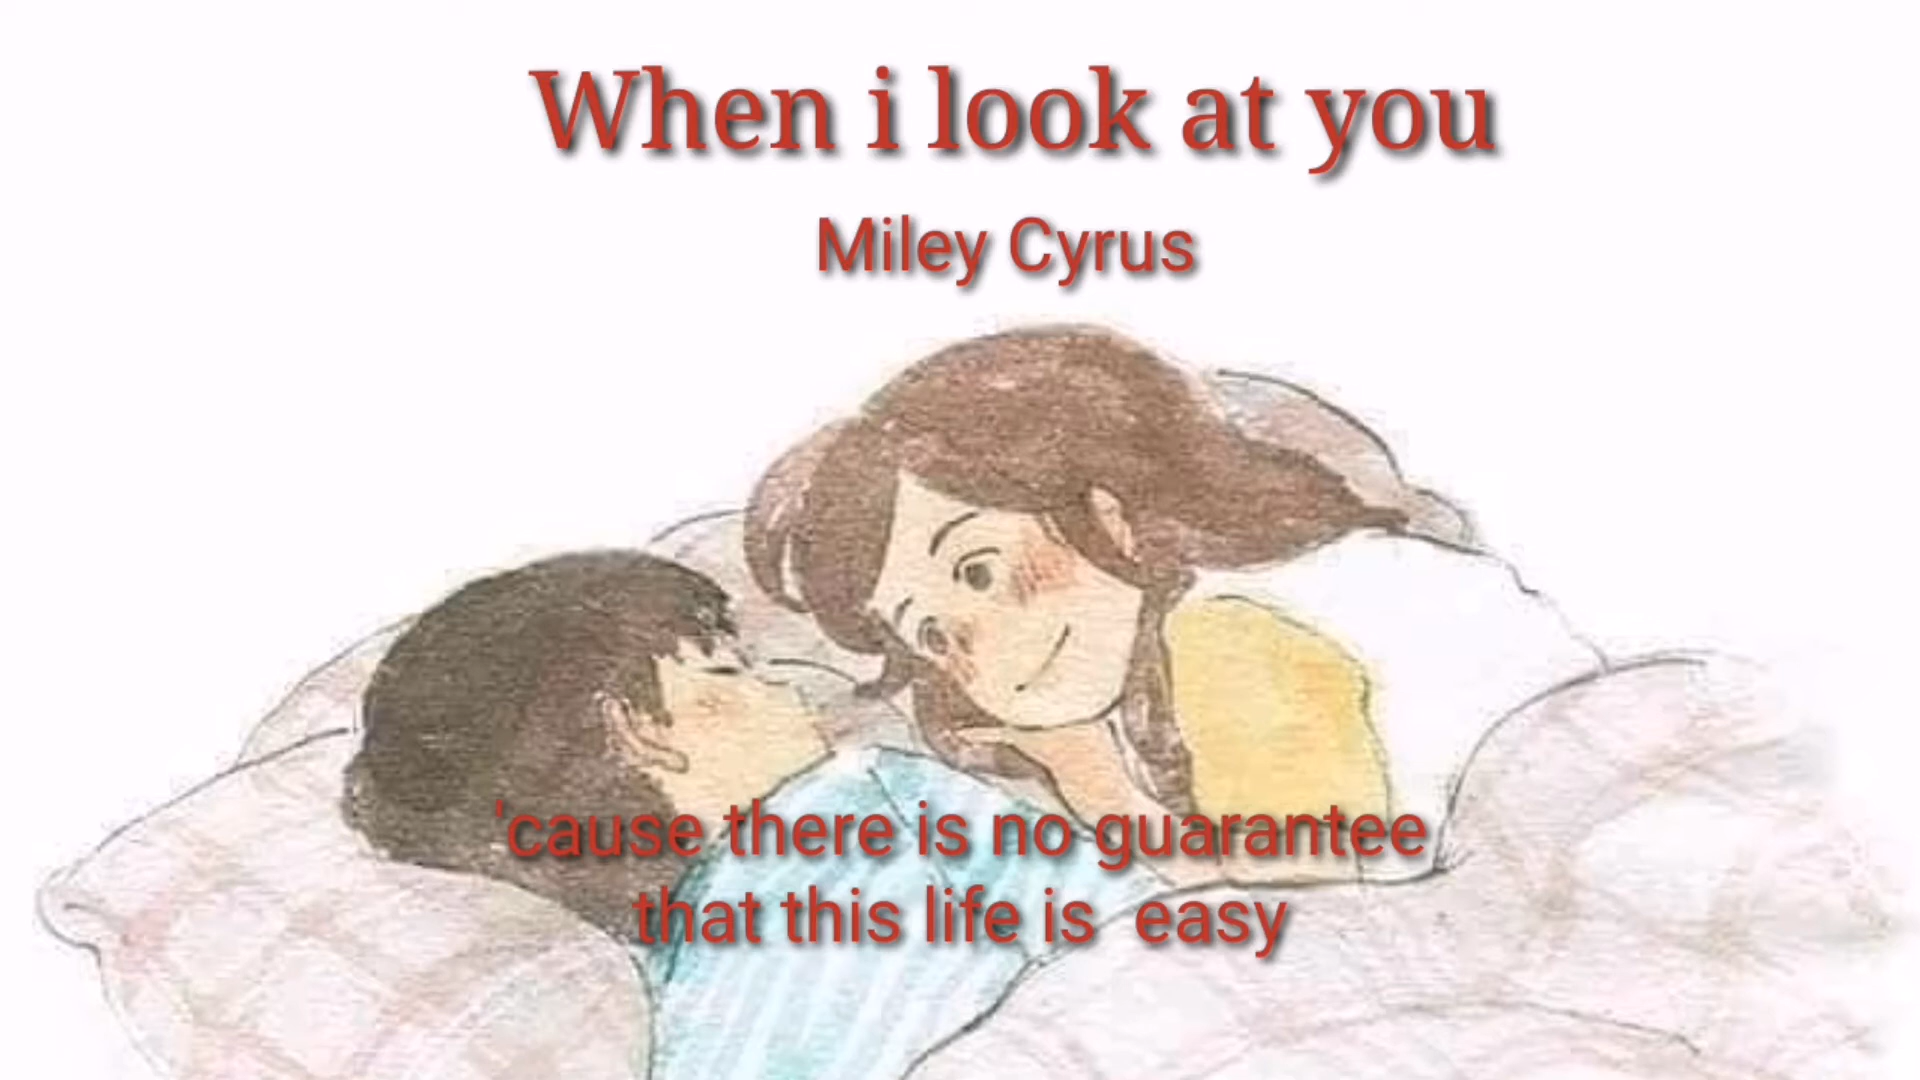 When i look at you
Miley Cyrus
'cause there is no guarantee
that this life is  easy